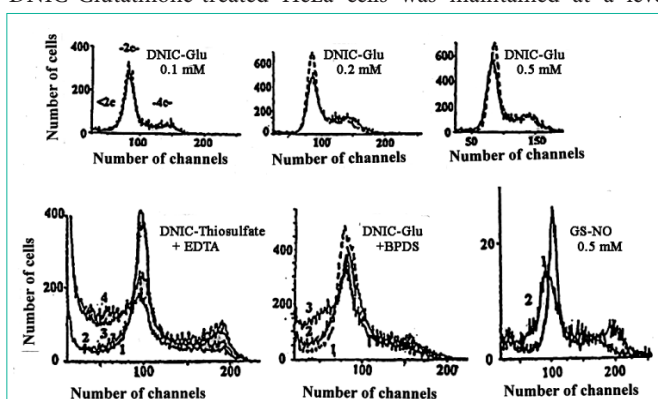 DNIC-Glutathione-treated HeLa cells was maintained at a leve
Number of cells
400
200
0
-2c-
<2c
-4c-
DNIC-Glu
0.1 mM
100
200
Number of channels
600
400
200
0
DNIC-Glu
0.2 mM
100
200
Number of channels
600
400
200
0
DNIC-Glu
0.5 mM
50
150
Number of channels
Number of cells
400
200
0
DNIC-Thiosulfate
+ EDTA
4
2
3
1
0
100
200
Number of channels
400
200
0
DNIC-Glu
+BPDS
3
2
1
100
200
Number of channels
20
0
GS-NO
0.5 mM
1
2
100
200
Number of channels